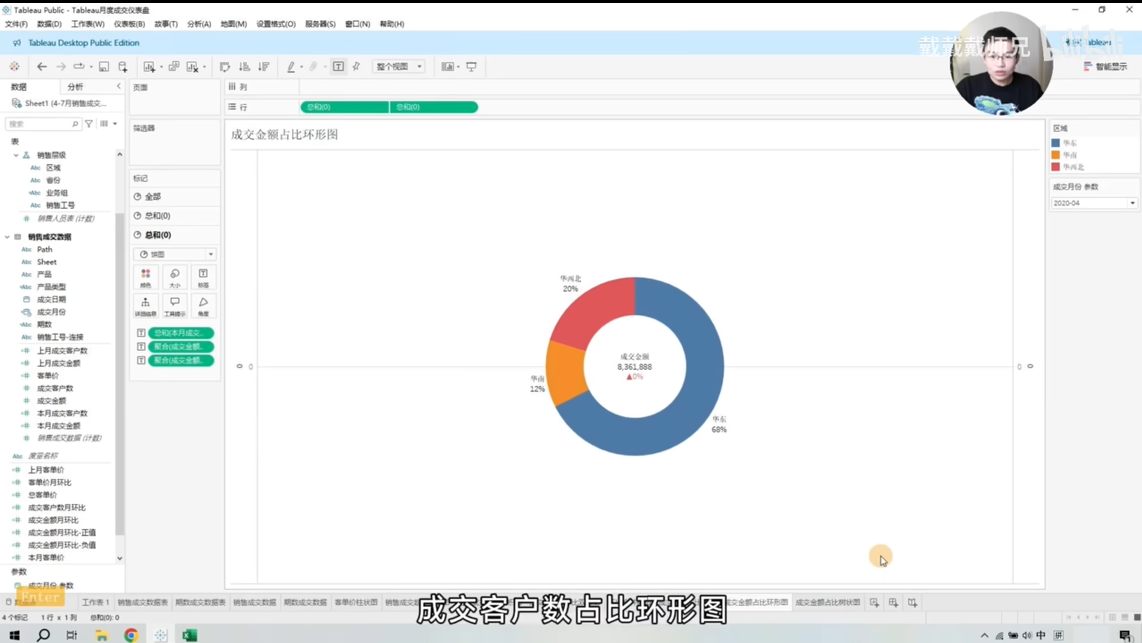 Tableau Public - Tableau月度成交仪表盘
文件(F) 数据(D) 工作表(W) 仪表板(B) 故事(T) 分析(A) 地图(M) 设置格式(O) 服务器(S) 窗口(N) 帮助(H)
Tableau Desktop Public Edition
戴戴戴师兄
整个视图
智能显示
数据 分析
Sheet1 (4-7月销售成交...
搜索
表
销售层级
Abc 区域
Abc 省份
Abc 业务组
Abc 销售工号
销售人员表 (计数)
销售成交数据
Abc Path
Abc Sheet
Abc 产品
Abc 产品类型
成交日期
成交月份
Abc 期数
Abc 销售工号-连接
上月成交客户数
上月成交金额
客单价
成交客户数
成交金额
本月成交客户数
本月成交金额
销售成交数据 (计数)
Abc 度量名称
上月客单价
客单价月环比
总客单价
成交客户数月环比
成交金额月环比
成交金额月环比-正值
成交金额月环比-负值
本月客单价
参数
成交月份 参数
Enter
页面
筛选器
标记
全部
总和(0)
总和(0)
饼图
颜色 大小 标签
详细信息 工具提示 角度
总和(本月成交..
聚合(成交金额..
聚合(成交金额..
列
行 总和(0) 总和(0)
成交金额占比环形图
0 0
华西北
20%
华南
12%
华东
68%
成交金额
8,361,888
▲0%
区域
华东
华南
华西北
成交月份 参数
2020-04
工作表 1 销售成交数据表 期数成交数据表 销售成交数据 期数成交数据 客单价柱状图 成交金额占比环形图 成交金额占比树状图
成交客户数占比环形图
4 个标记 1 行 x 1 列 总和(0): 0
中 拼